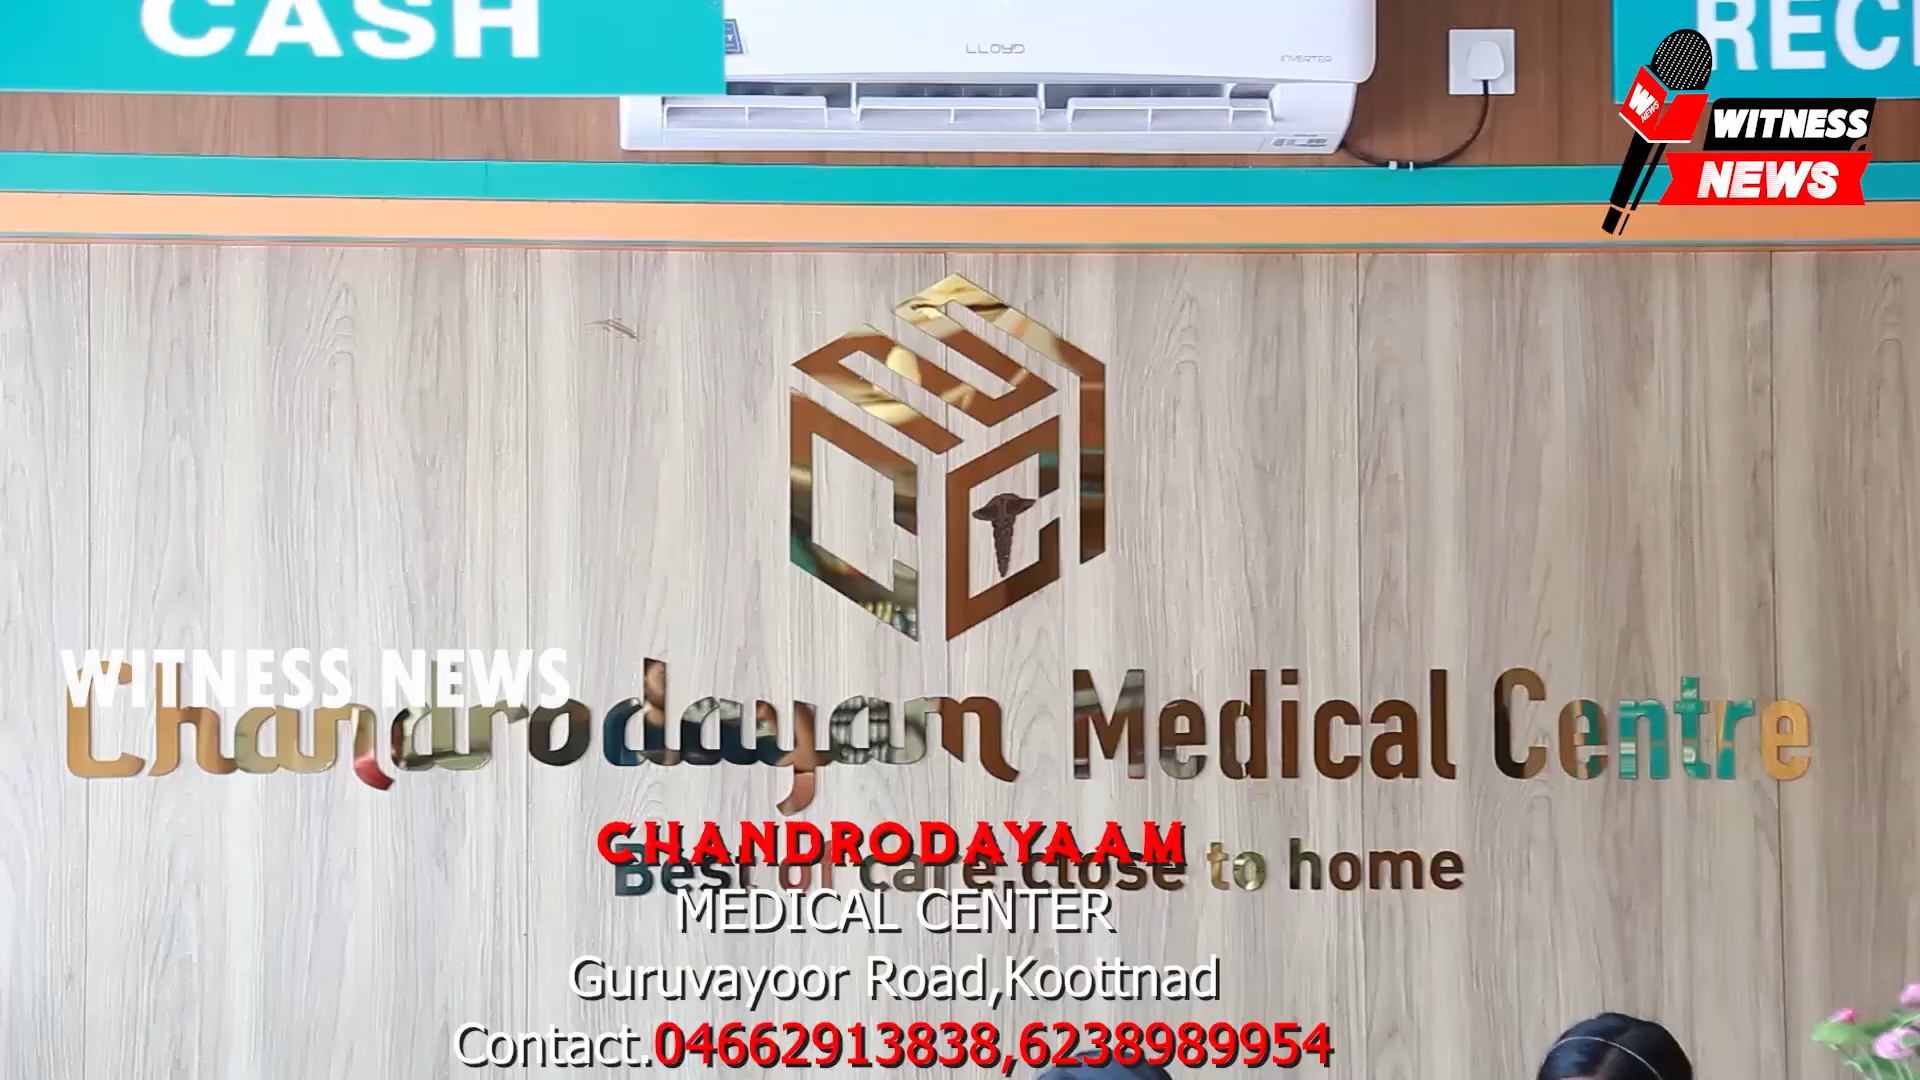 CASH
LLOYD
INVERTER
REC
WITNESS
NEWS
WITNESS NEWS
Chandrodayam Medical Centre
Best of care,close to home
CHANDRODAYAAM
MEDICAL CENTER
Guruvayoor Road,Koottnad
Contact.04662913838,6238989954